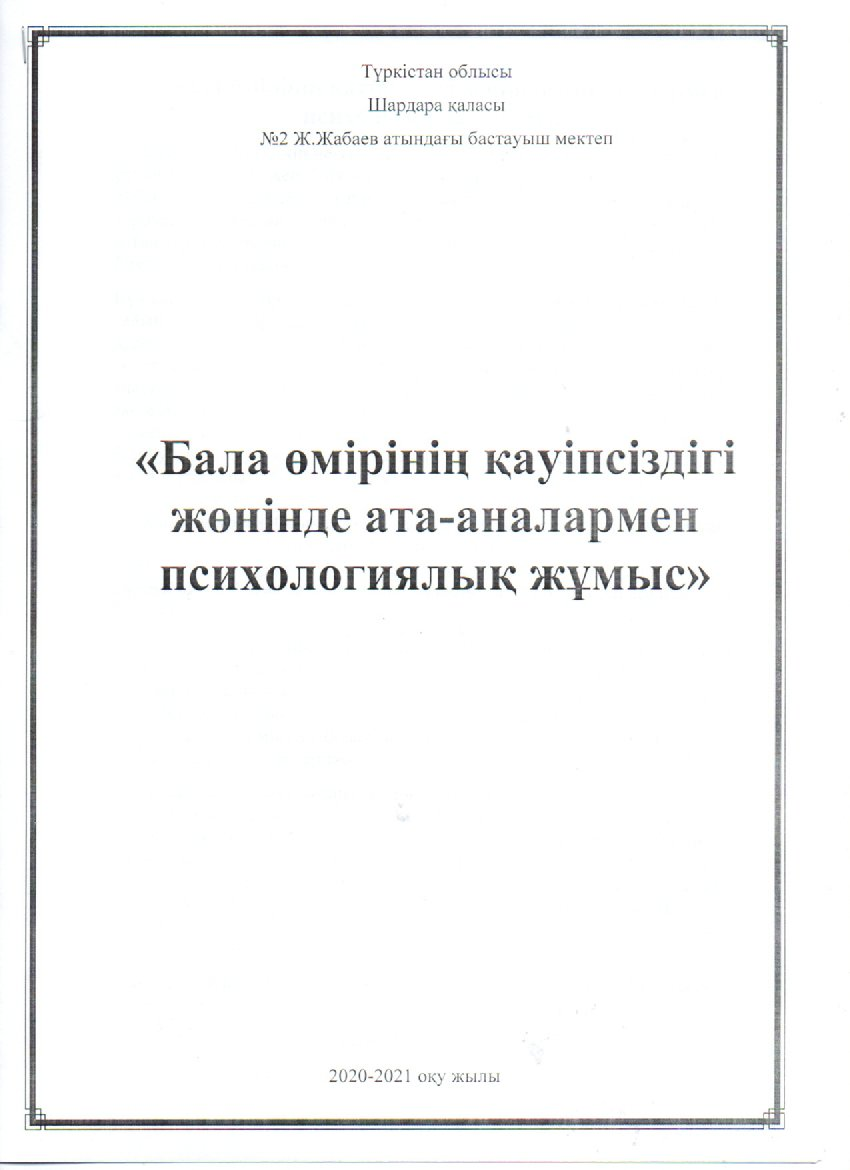 Түркістан облысы
Шардара қаласы
№2 Ж.Жабаев атындағы бастауыш мектеп
«Бала өмірінің қауіпсіздігі
жөнінде ата-аналармен
психологиялық жұмыс»
2020-2021 оқу жылы